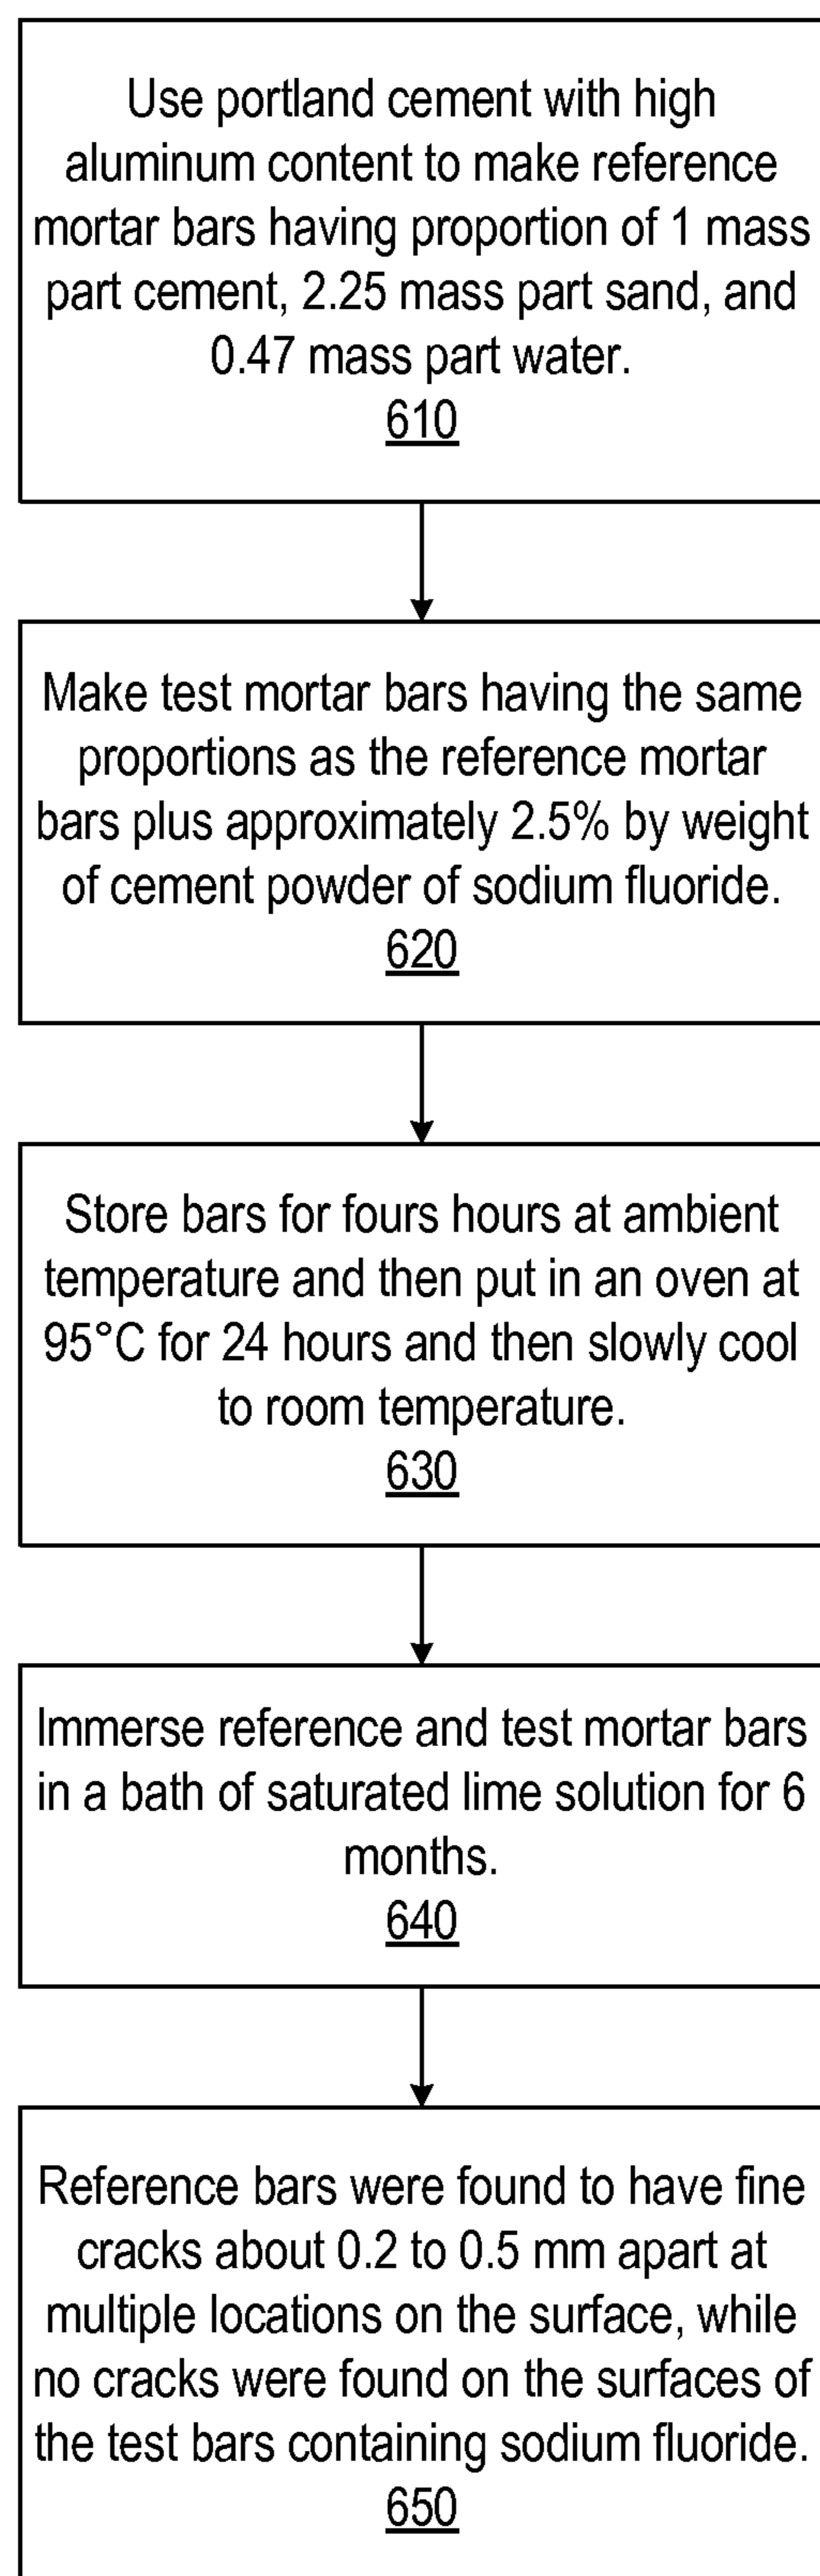 Use portland cement with high
aluminum content to make reference
mortar bars having proportion of 1 mass
part cement, 2.25 mass part sand, and
0.47 mass part water.
610
Make test mortar bars having the same
proportions as the reference mortar
bars plus approximately 2.5% by weight
of cement powder of sodium fluoride.
620
Store bars for fours hours at ambient
temperature and then put in an oven at
95°C for 24 hours and then slowly cool
to room temperature.
630
Immerse reference and test mortar bars
in a bath of saturated lime solution for 6
months.
640
Reference bars were found to have fine
cracks about 0.2 to 0.5 mm apart at
multiple locations on the surface, while
no cracks were found on the surfaces of
the test bars containing sodium fluoride.
650